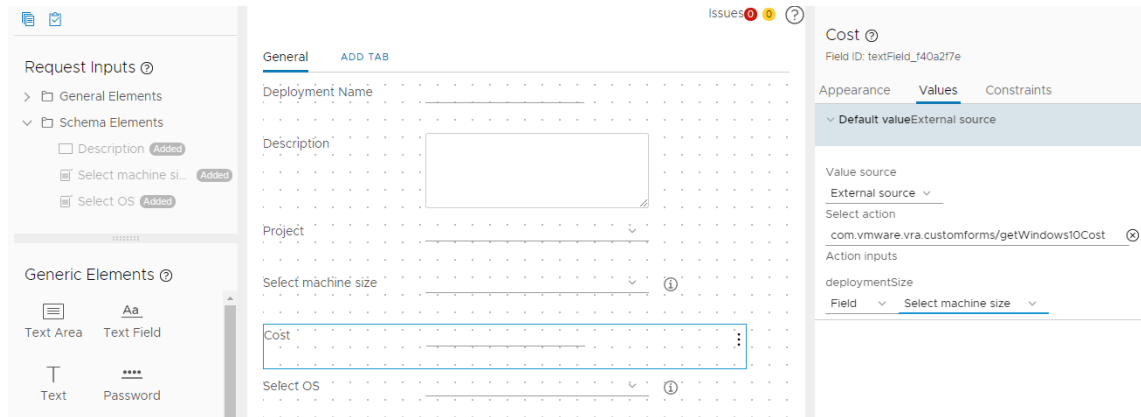 Issues 0 0
Request Inputs
General Elements
Schema Elements
Description Added
Select machine si... Added
Select OS Added
Generic Elements
Aa
Text Area Text Field
T
Text Password
General ADD TAB
Deployment Name
Description
Project
Select machine size
Cost
Select OS
Cost
Field ID: textField_f40a2f7e
Appearance Values Constraints
Default valueExternal source
Value source
External source
Select action
com.vmware.vra.customforms/getWindows10Cost
Action inputs
deploymentSize
Field Select machine size